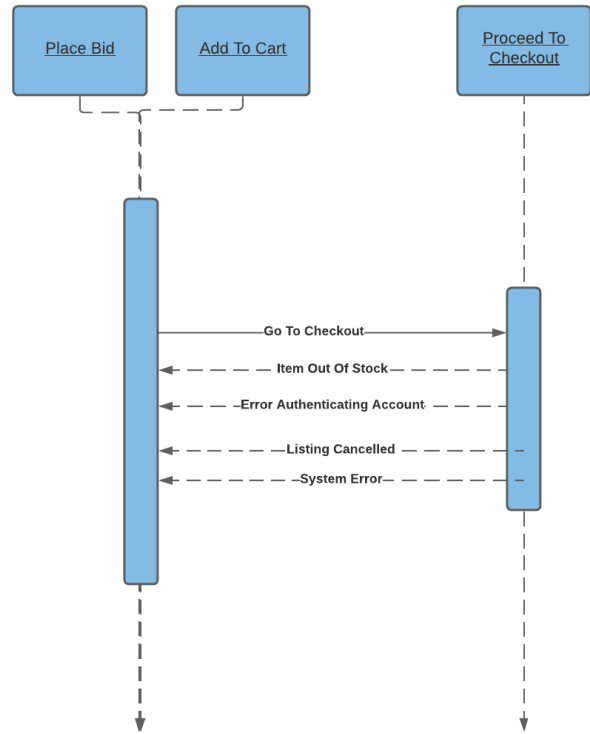 Place Bid
Add To Cart
Proceed To
Checkout
Go To Checkout
Item Out Of Stock
Error Authenticating Account
Listing Cancelled
System Error